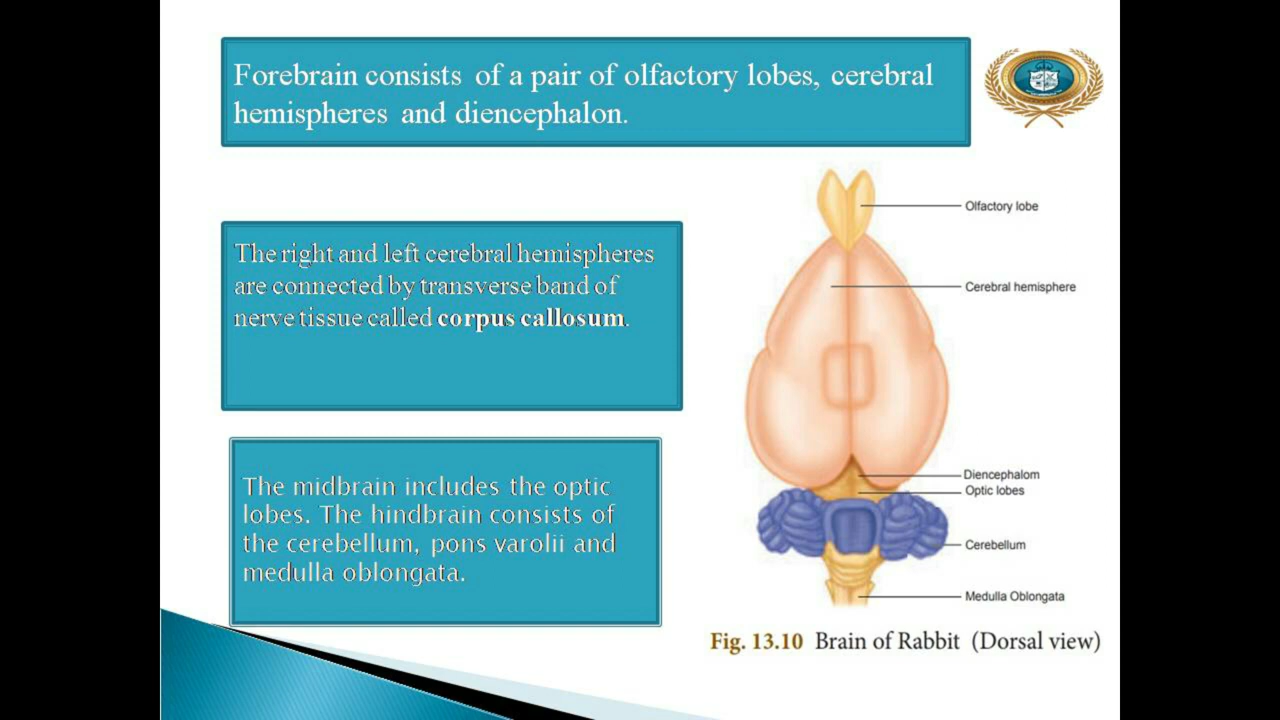 Forebrain consists of a pair of olfactory lobes, cerebral
hemispheres and diencephalon.
The right and left cerebral hemispheres
are connected by transverse band of
nerve tissue called corpus callosum.
The midbrain includes the optic
lobes. The hindbrain consists of
the cerebellum, pons varolii and
medulla oblongata.
Olfactory lobe
Cerebral hemisphere
Diencephalom
Optic lobes
Cerebellum
Medulla Oblongata
Fig. 13.10 Brain of Rabbit (Dorsal view)